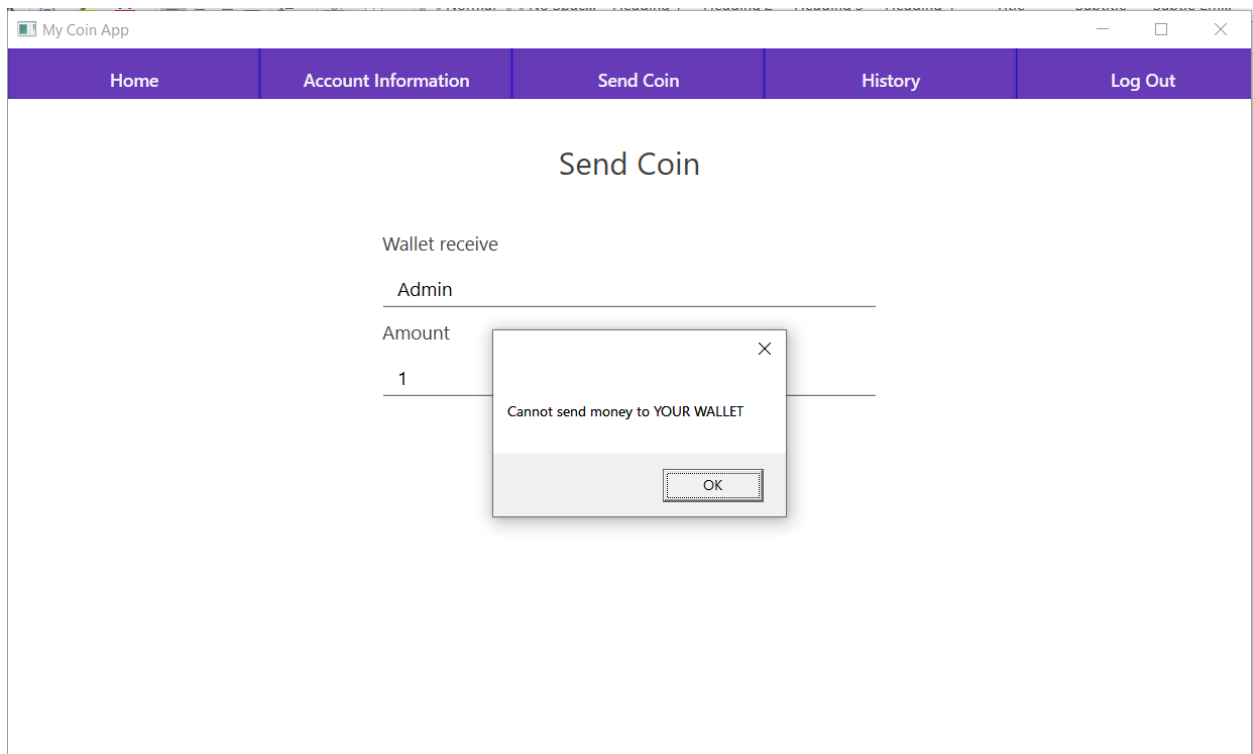 My Coin App
Home Account Information Send Coin History Log Out
Send Coin
Wallet receive
Admin
Amount
1
Cannot send money to YOUR WALLET
OK